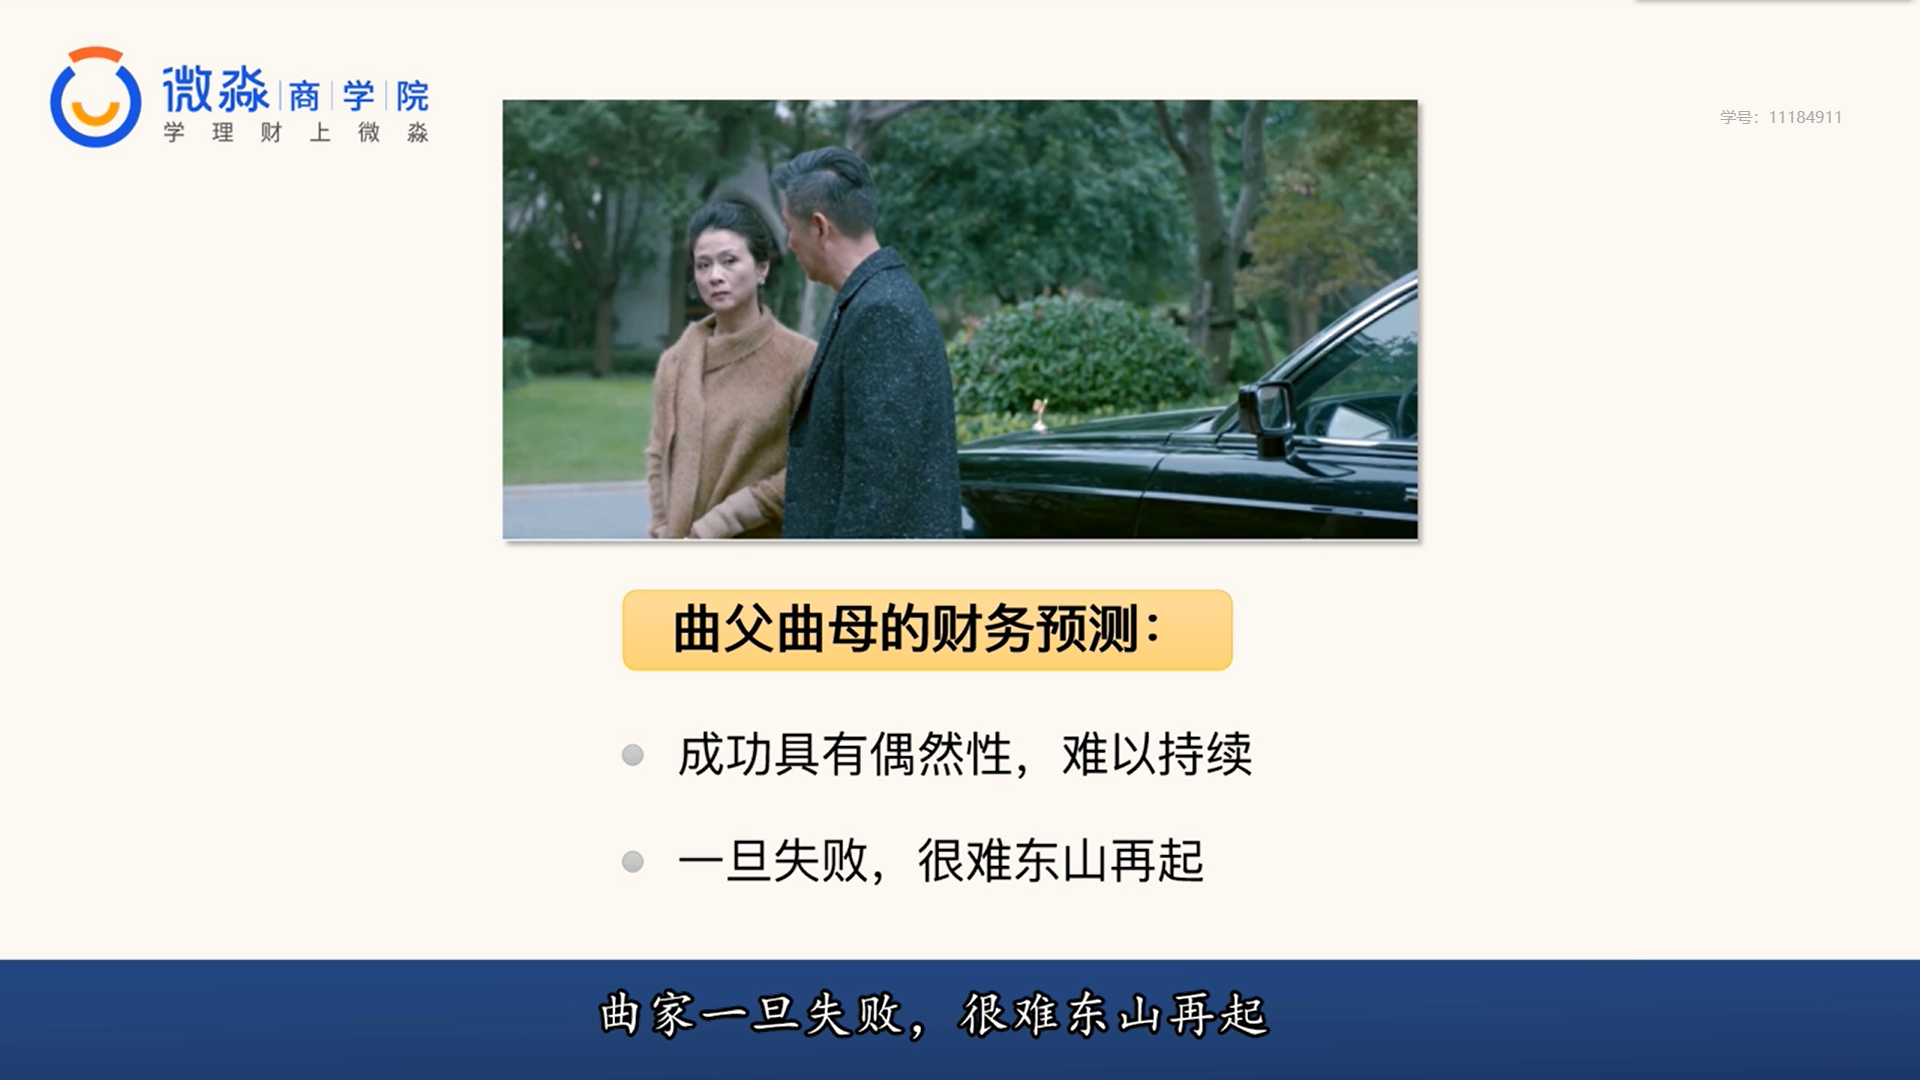 微淼商学院
学理财上微淼
学号：11184911
曲父曲母的财务预测：
成功具有偶然性，难以持续
一旦失败，很难东山再起
曲家一旦失败，很难东山再起